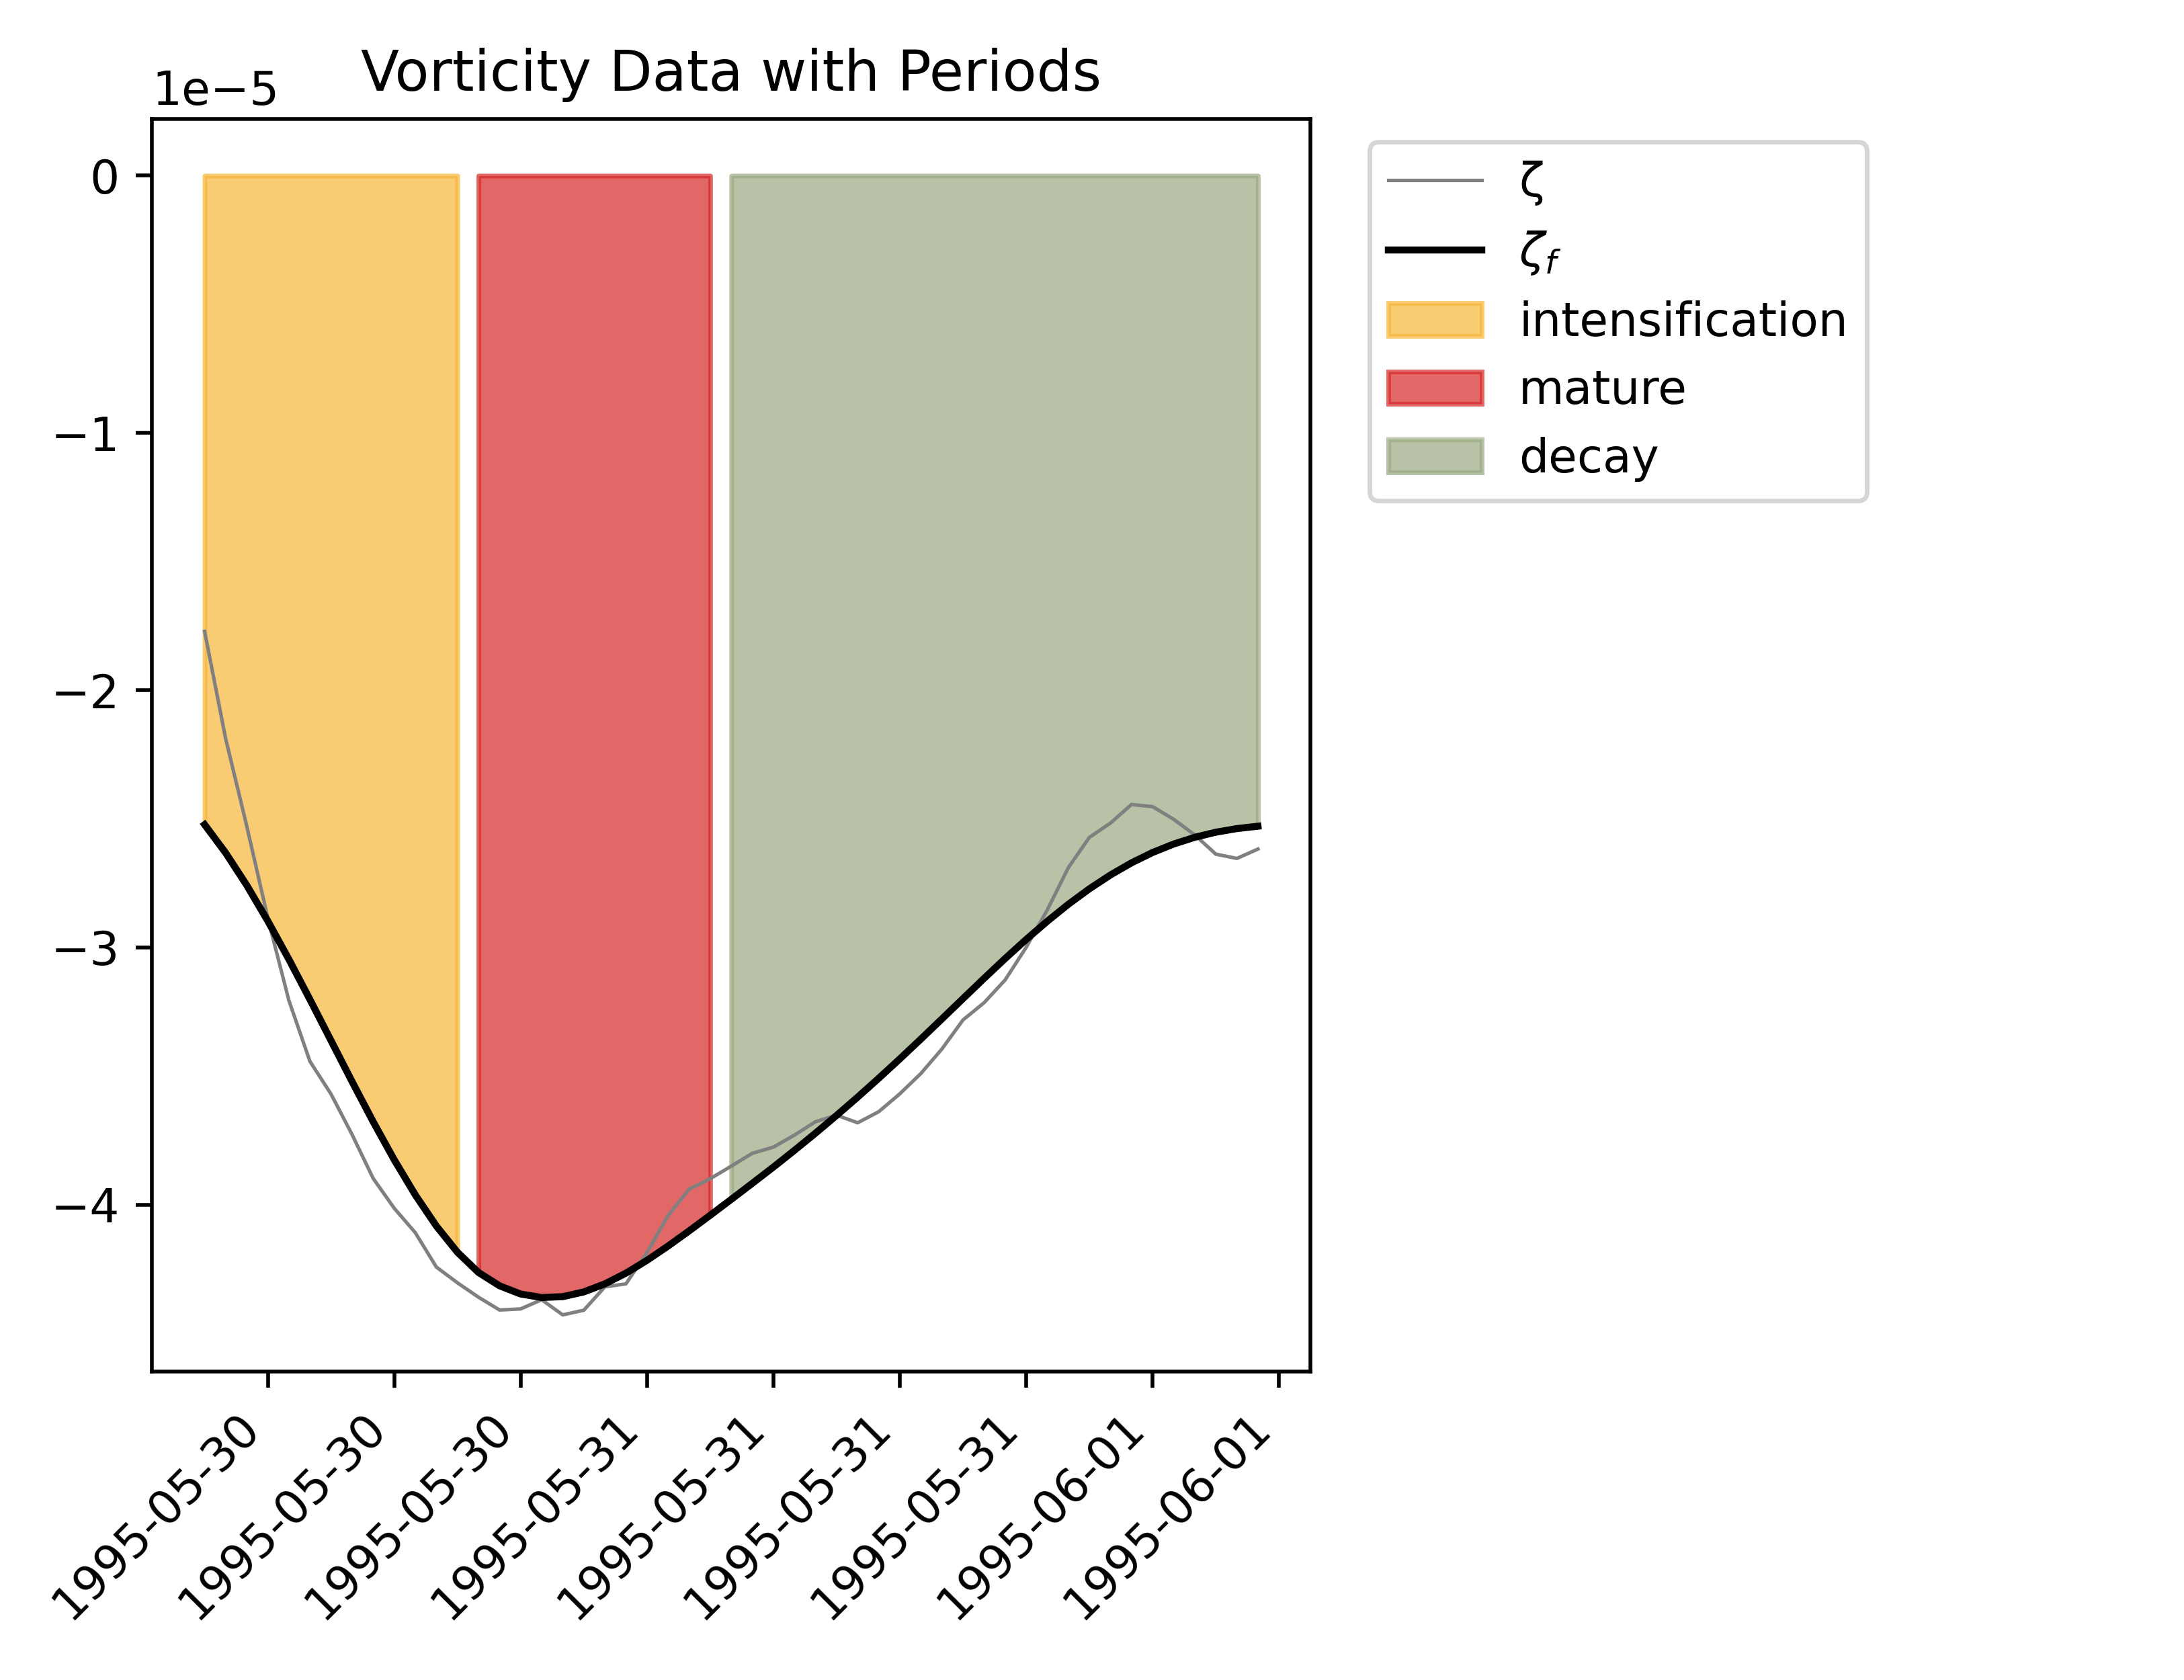 Vorticity Data with Periods
1e−5
0
−1
−2
−3
−4
1995-05-30
1995-05-30
1995-05-30
1995-05-31
1995-05-31
1995-05-31
1995-05-31
1995-06-01
1995-06-01
ζ
ζf
intensification
mature
decay